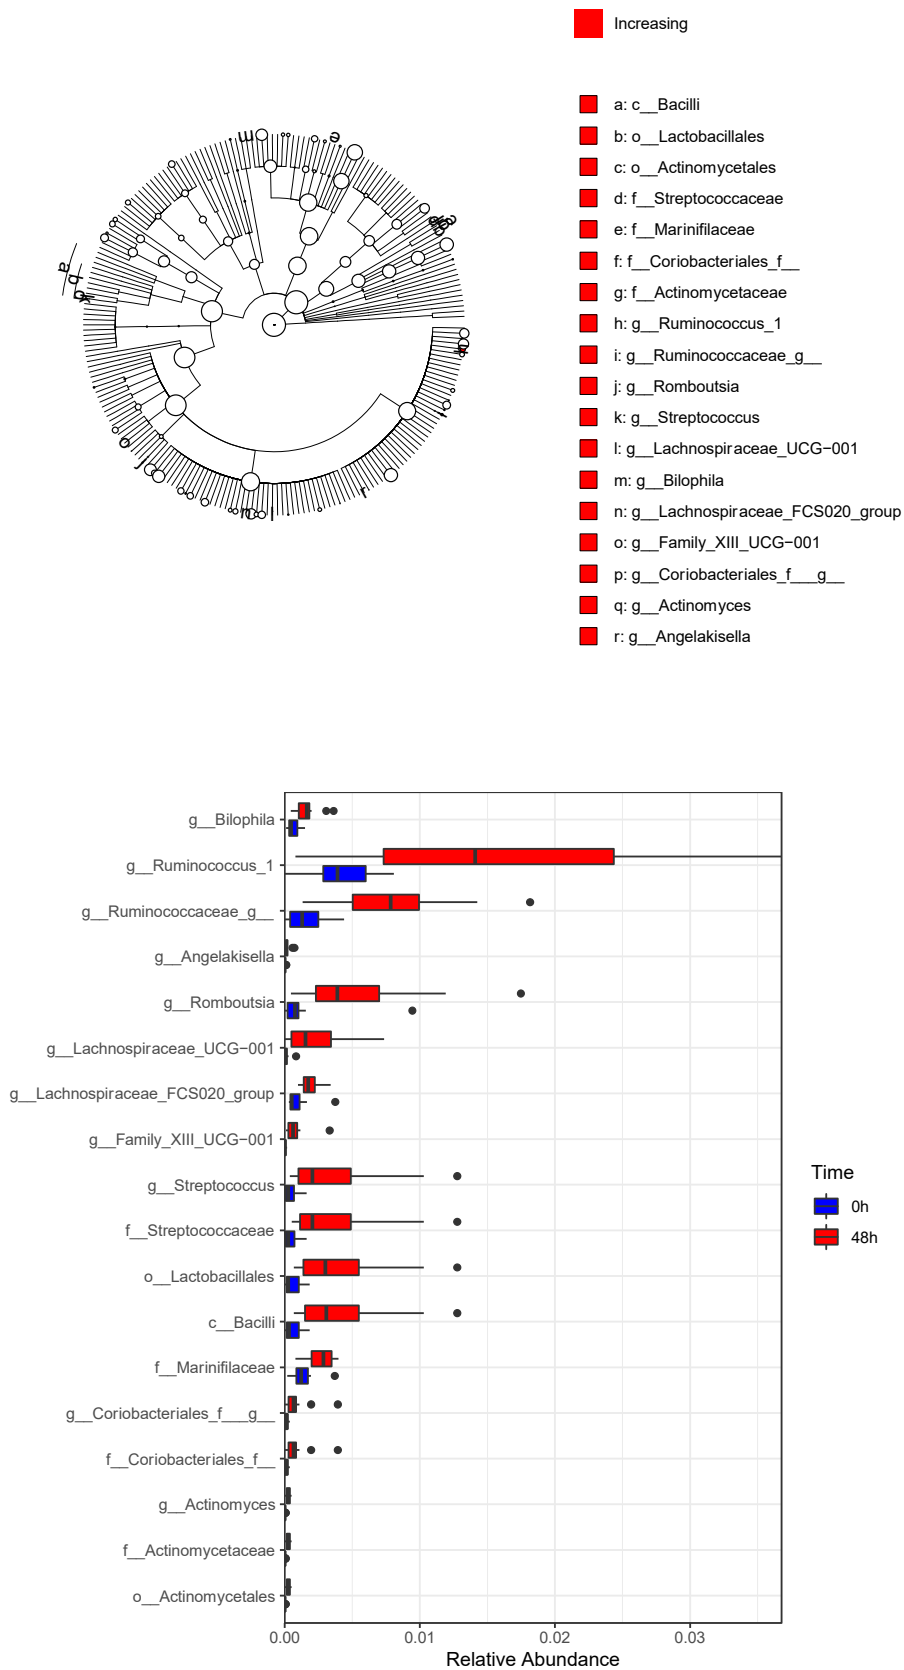 Increasing
a: c__Bacilli
b: o__Lactobacillales
c: o__Actinomycetales
d: f__Streptococcaceae
e: f__Marinifilaceae
f: f__Coriobacteriales_f__
g: f__Actinomycetaceae
h: g__Ruminococcus_1
i: g__Ruminococcaceae_g__
j: g__Romboutsia
k: g__Streptococcus
l: g__Lachnospiraceae_UCG−001
m: g__Bilophila
n: g__Lachnospiraceae_FCS020_group
o: g__Family_XIII_UCG−001
p: g__Coriobacteriales_f___g__
q: g__Actinomyces
r: g__Angelakisella
m
e
a
b
o
j
n
l
r
i
g__Bilophila
g__Ruminococcus_1
g__Ruminococcaceae_g__
g__Angelakisella
g__Romboutsia
g__Lachnospiraceae_UCG−001
g__Lachnospiraceae_FCS020_group
g__Family_XIII_UCG−001
g__Streptococcus
f__Streptococcaceae
o__Lactobacillales
c__Bacilli
f__Marinifilaceae
g__Coriobacteriales_f___g__
f__Coriobacteriales_f__
g__Actinomyces
f__Actinomycetaceae
o__Actinomycetales
0.00 0.01 0.02 0.03
Relative Abundance
Time
0h
48h